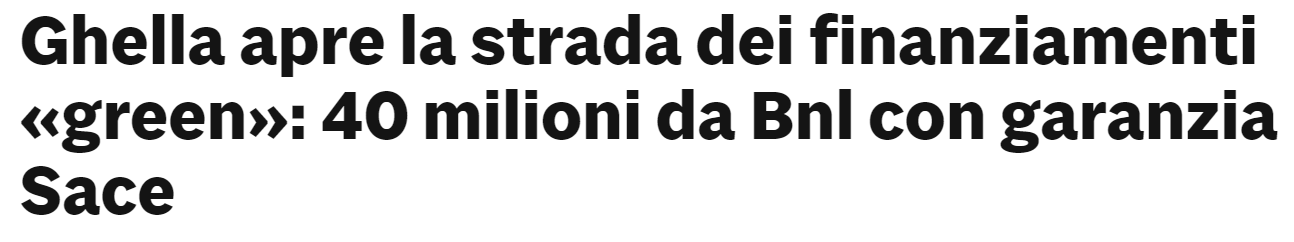 Ghella apre la strada dei finanziamenti
«green»: 40 milioni da Bnl con garanzia
Sace